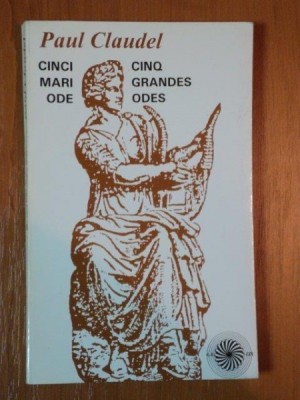 Paul Claudel
CINCI
MARI
ODE
CINQ
GRANDES
ODES